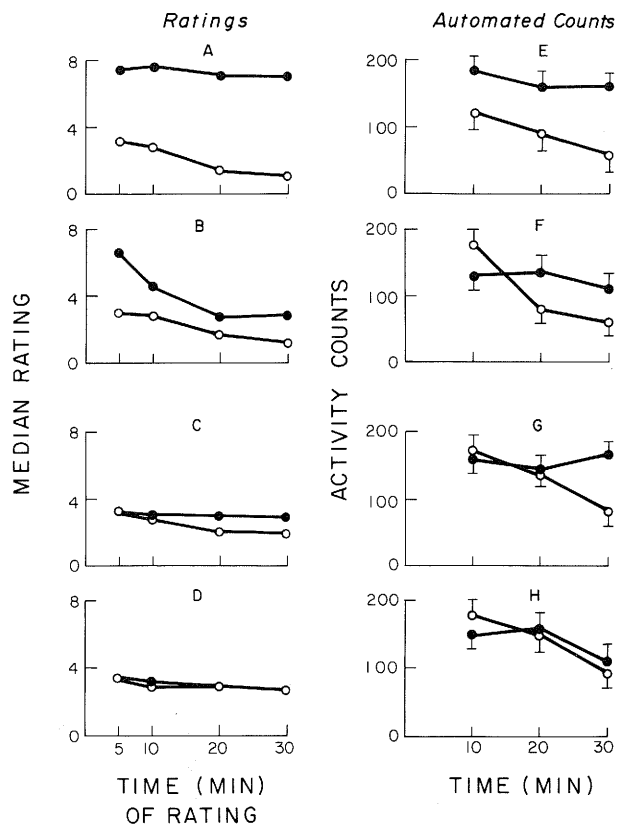 Ratings
Automated Counts
A
8
4
0
B
8
4
0
C
8
4
0
D
8
4
0
5 10 20 30
MEDIAN RATING
TIME (MIN)
OF RATING
E
200
100
0
F
200
100
0
G
200
100
0
H
200
100
0
10 20 30
ACTIVITY COUNTS
TIME (MIN)